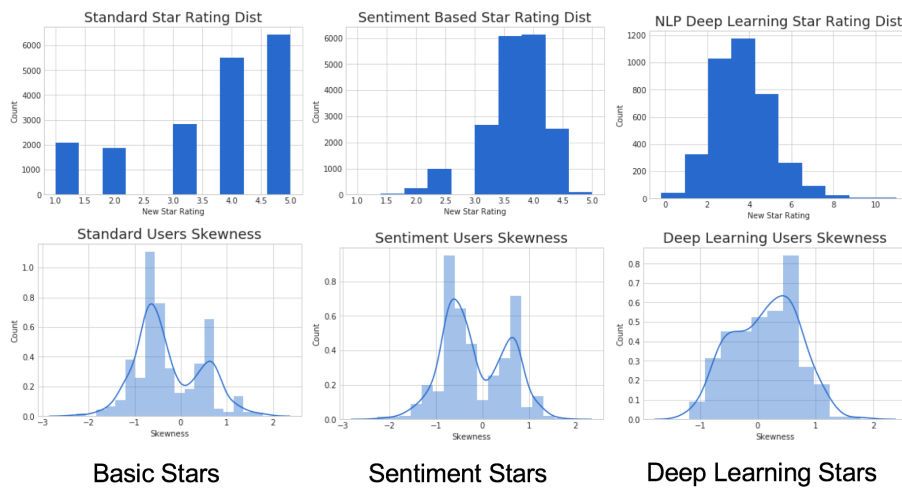 Standard Star Rating Dist
6000
5000
4000
3000
2000
1000
0
Count
1.0 1.5 2.0 2.5 3.0 3.5 4.0 4.5 5.0
New Star Rating
Sentiment Based Star Rating Dist
6000
5000
4000
3000
2000
1000
0
Count
1.0 1.5 2.0 2.5 3.0 3.5 4.0 4.5 5.0
New Star Rating
NLP Deep Learning Star Rating Dist
1200
1000
800
600
400
200
0
Count
0 2 4 6 8 10
New Star Rating
Standard Users Skewness
1.0
0.8
0.6
0.4
0.2
0.0
Count
−3 −2 −1 0 1 2
Skewness
Sentiment Users Skewness
0.8
0.6
0.4
0.2
0.0
Count
−3 −2 −1 0 1 2
Skewness
Deep Learning Users Skewness
0.8
0.7
0.6
0.5
0.4
0.3
0.2
0.1
0.0
Count
−1 0 1 2
Skewness
Basic Stars
Sentiment Stars
Deep Learning Stars